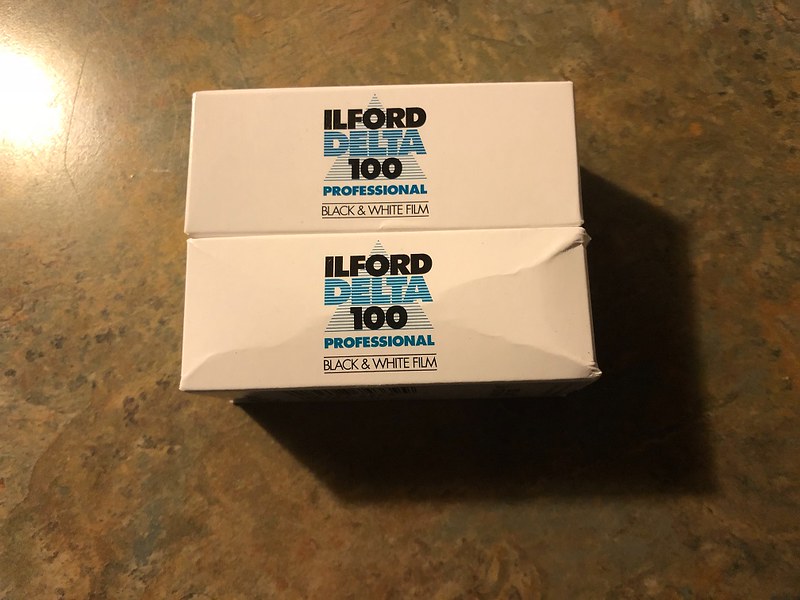 ILFORD
DELTA
100
PROFESSIONAL
BLACK & WHITE FILM
ILFORD
DELTA
100
PROFESSIONAL
BLACK & WHITE FILM